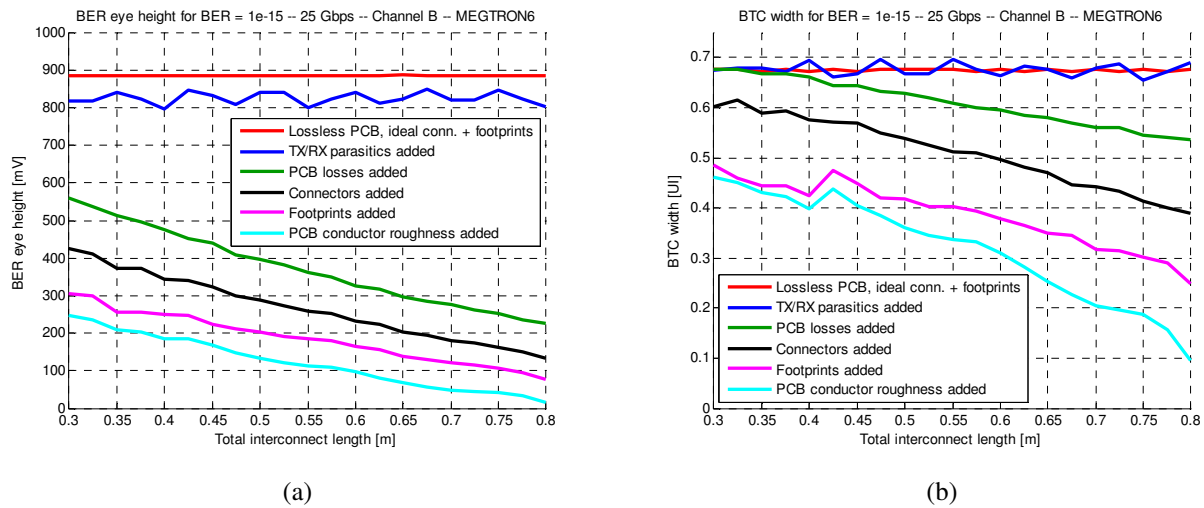 BER eye height for BER = 1e-15 -- 25 Gbps -- Channel B -- MEGTRON6
1000
900
800
700
600
500
400
300
200
100
0
BER eye height [mV]
Lossless PCB, ideal conn. + footprints
TX/RX parasitics added
PCB losses added
Connectors added
Footprints added
PCB conductor roughness added
0.3 0.35 0.4 0.45 0.5 0.55 0.6 0.65 0.7 0.75 0.8
Total interconnect length [m]
(a)
BTC width for BER = 1e-15 -- 25 Gbps -- Channel B -- MEGTRON6
0.7
0.6
0.5
0.4
0.3
0.2
0.1
0
BTC width [UI]
Lossless PCB, ideal conn. + footprints
TX/RX parasitics added
PCB losses added
Connectors added
Footprints added
PCB conductor roughness added
0.3 0.35 0.4 0.45 0.5 0.55 0.6 0.65 0.7 0.75 0.8
Total interconnect length [m]
(b)